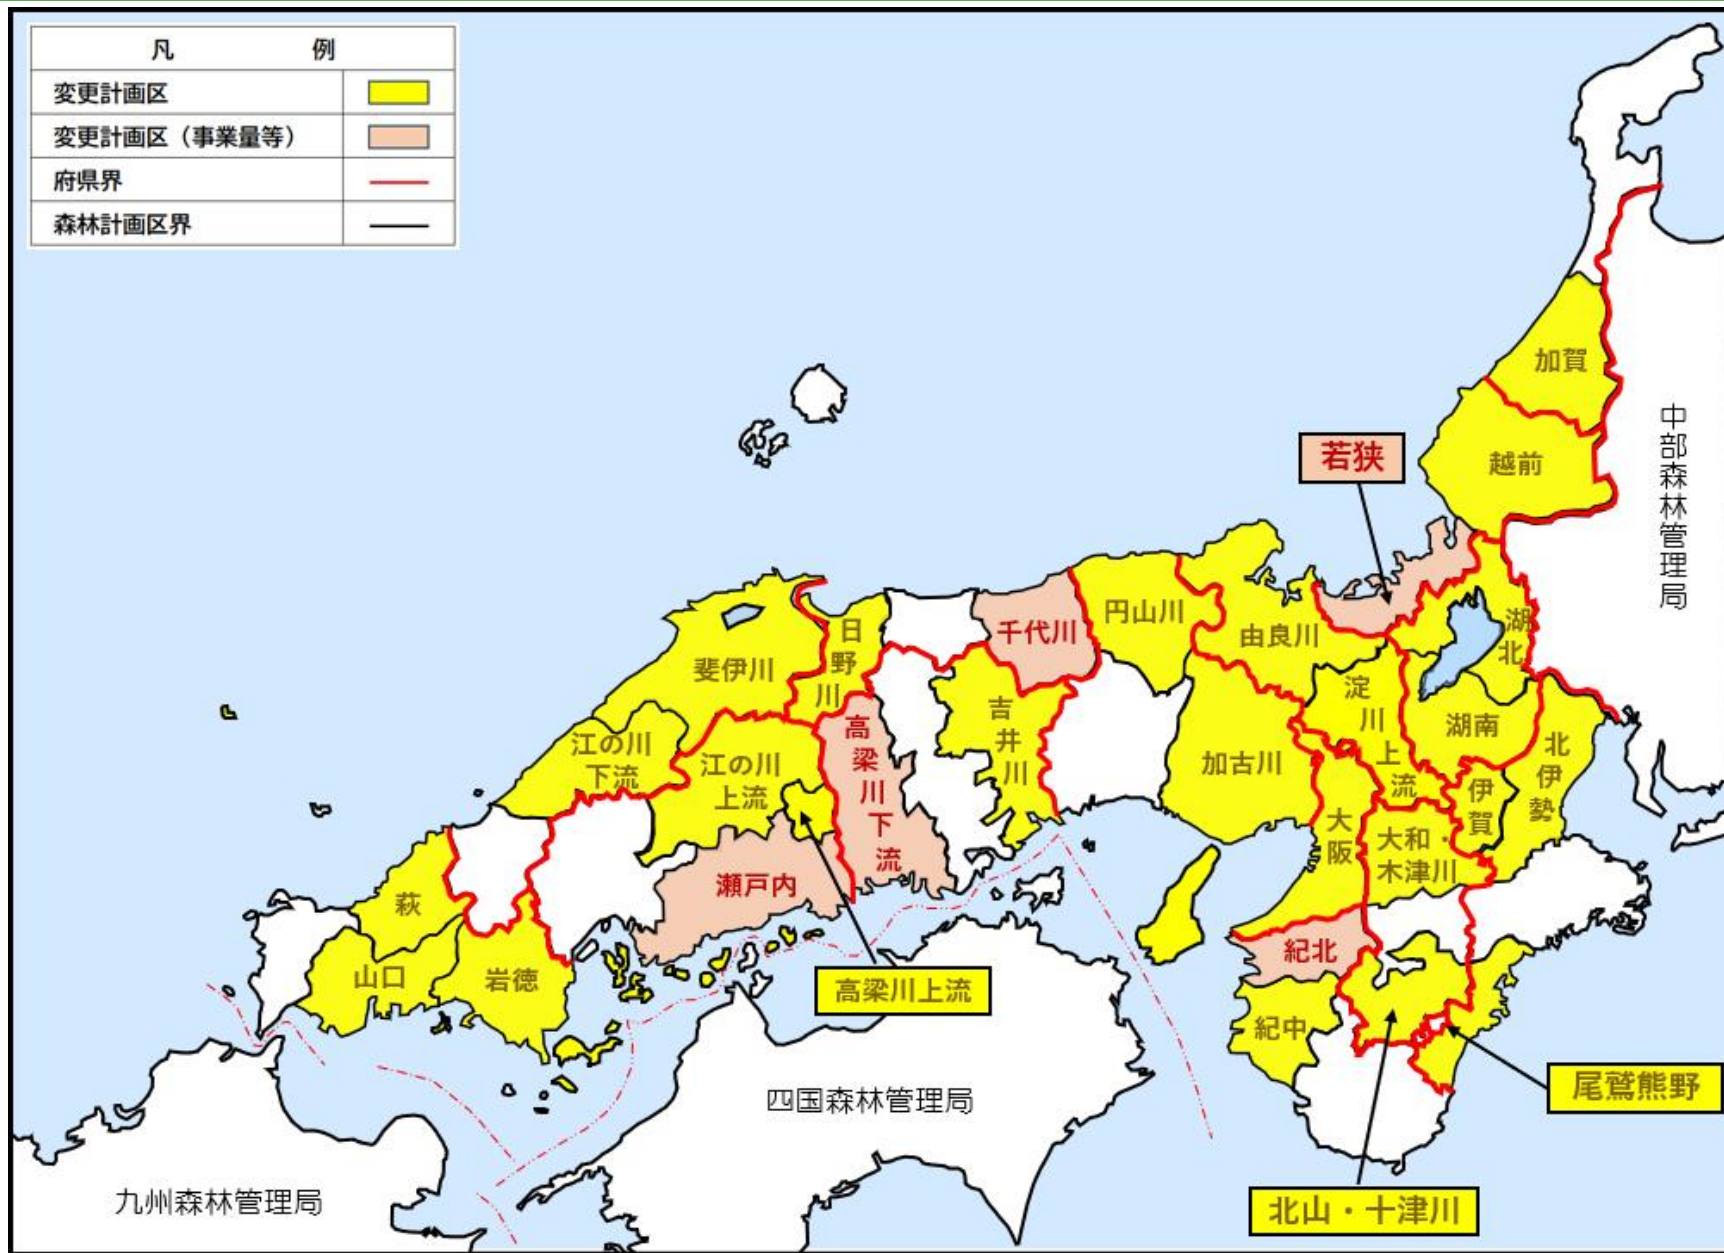 凡　例
変更計画区
変更計画区（事業量等）
府県界
森林計画区界
加賀
越前
中部森林管理局
若狭
円山川
千代川
由良川
湖北
日野川
斐伊川
吉井川
淀川上流
湖南
北伊勢
高梁川下流
江の川
下流
江の川
上流
加古川
伊賀
大阪
大和・
木津川
瀬戸内
萩
紀北
山口
岩徳
高梁川上流
紀中
尾鷲熊野
四国森林管理局
九州森林管理局
北山・十津川